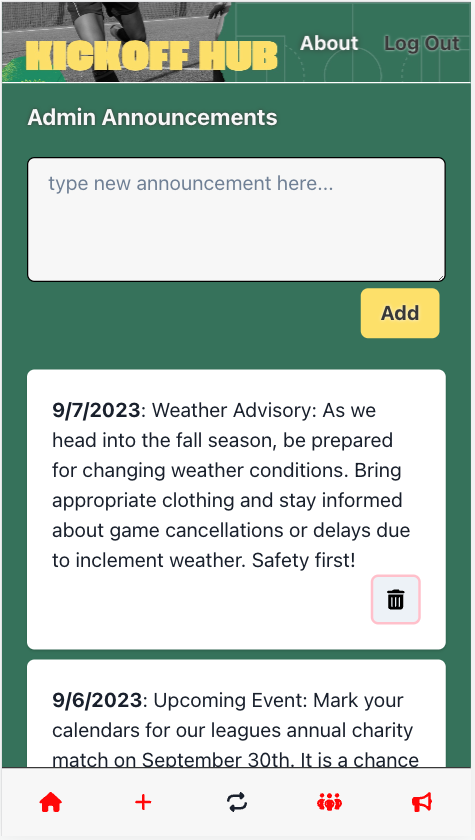 KICKOFF HUB
About
Log Out
Admin Announcements
type new announcement here...
Add
9/7/2023: Weather Advisory: As we
head into the fall season, be prepared
for changing weather conditions. Bring
appropriate clothing and stay informed
about game cancellations or delays due
to inclement weather. Safety first!
9/6/2023: Upcoming Event: Mark your
calendars for our leagues annual charity
match on September 30th. It is a chance